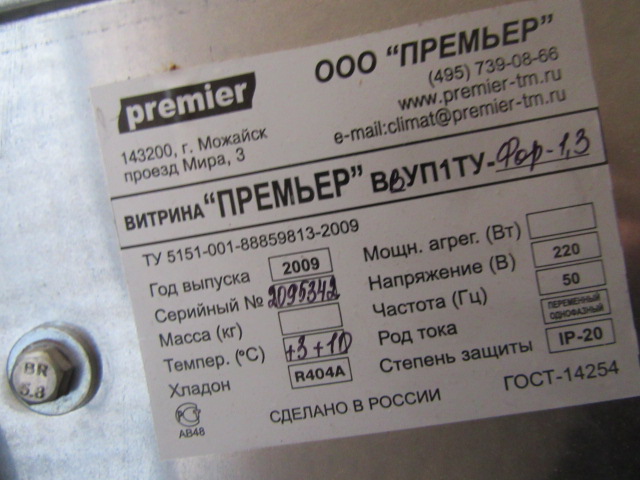 premier
ООО "ПРЕМЬЕР"
143200, г. Можайск
проезд Мира, 3
(495) 739-08-66
www.premier-tm.ru
e-mail:climat@premier-tm.ru
ВИТРИНА "ПРЕМЬЕР" ВВУП1ТУ-Фор-1,3
ТУ 5151-001-88859813-2009
Год выпуска 2009
Серийный № 2095342
Масса (кг)
Темпер. (°С) +3 +10
Хладон R404A
Мощн. агрег. (Вт)
Напряжение (В) 220
Частота (Гц) 50
Род тока ПЕРЕМЕННЫЙ ОДНОФАЗНЫЙ
Степень защиты IP-20
АВ48
СДЕЛАНО В РОССИИ
ГОСТ-14254
BR
5.8